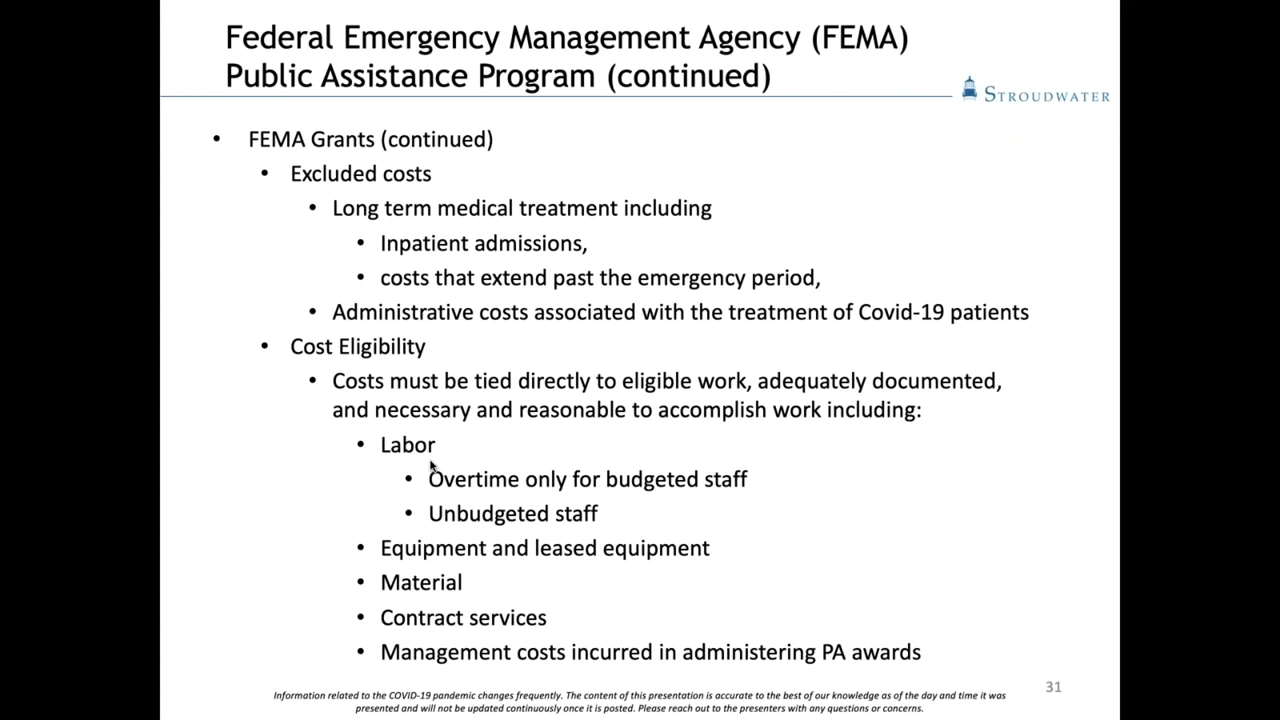 Federal Emergency Management Agency (FEMA)
Public Assistance Program (continued)
STROUDWATER
• FEMA Grants (continued)
• Excluded costs
• Long term medical treatment including
• Inpatient admissions,
• costs that extend past the emergency period,
• Administrative costs associated with the treatment of Covid-19 patients
• Cost Eligibility
• Costs must be tied directly to eligible work, adequately documented,
and necessary and reasonable to accomplish work including:
• Labor
• Overtime only for budgeted staff
• Unbudgeted staff
• Equipment and leased equipment
• Material
• Contract services
• Management costs incurred in administering PA awards
31
Information related to the COVID-19 pandemic changes frequently. The content of this presentation is accurate to the best of our knowledge as of the day and time it was
presented and will not be updated continuously once it is posted. Please reach out to the presenters with any questions or concerns.